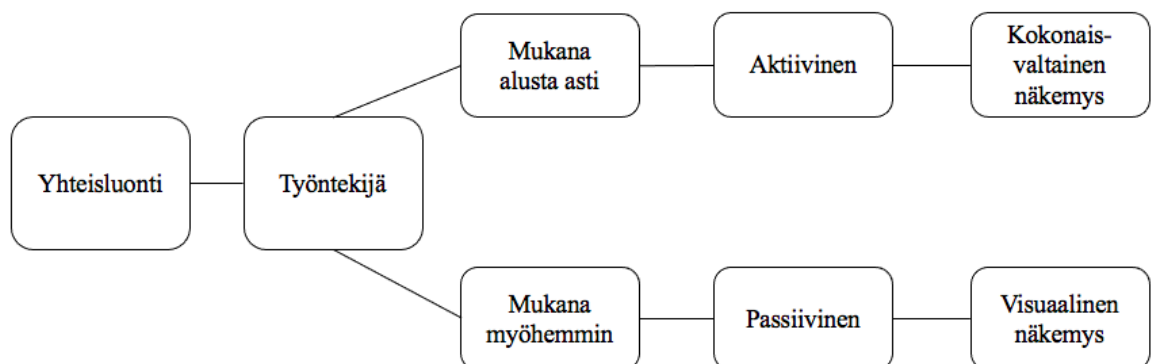 Mukana
alusta asti
Aktiivinen
Kokonais-
valtainen
näkemys
Yhteisluonti
Työntekijä
Mukana
myöhemmin
Passiivinen
Visuaalinen
näkemys